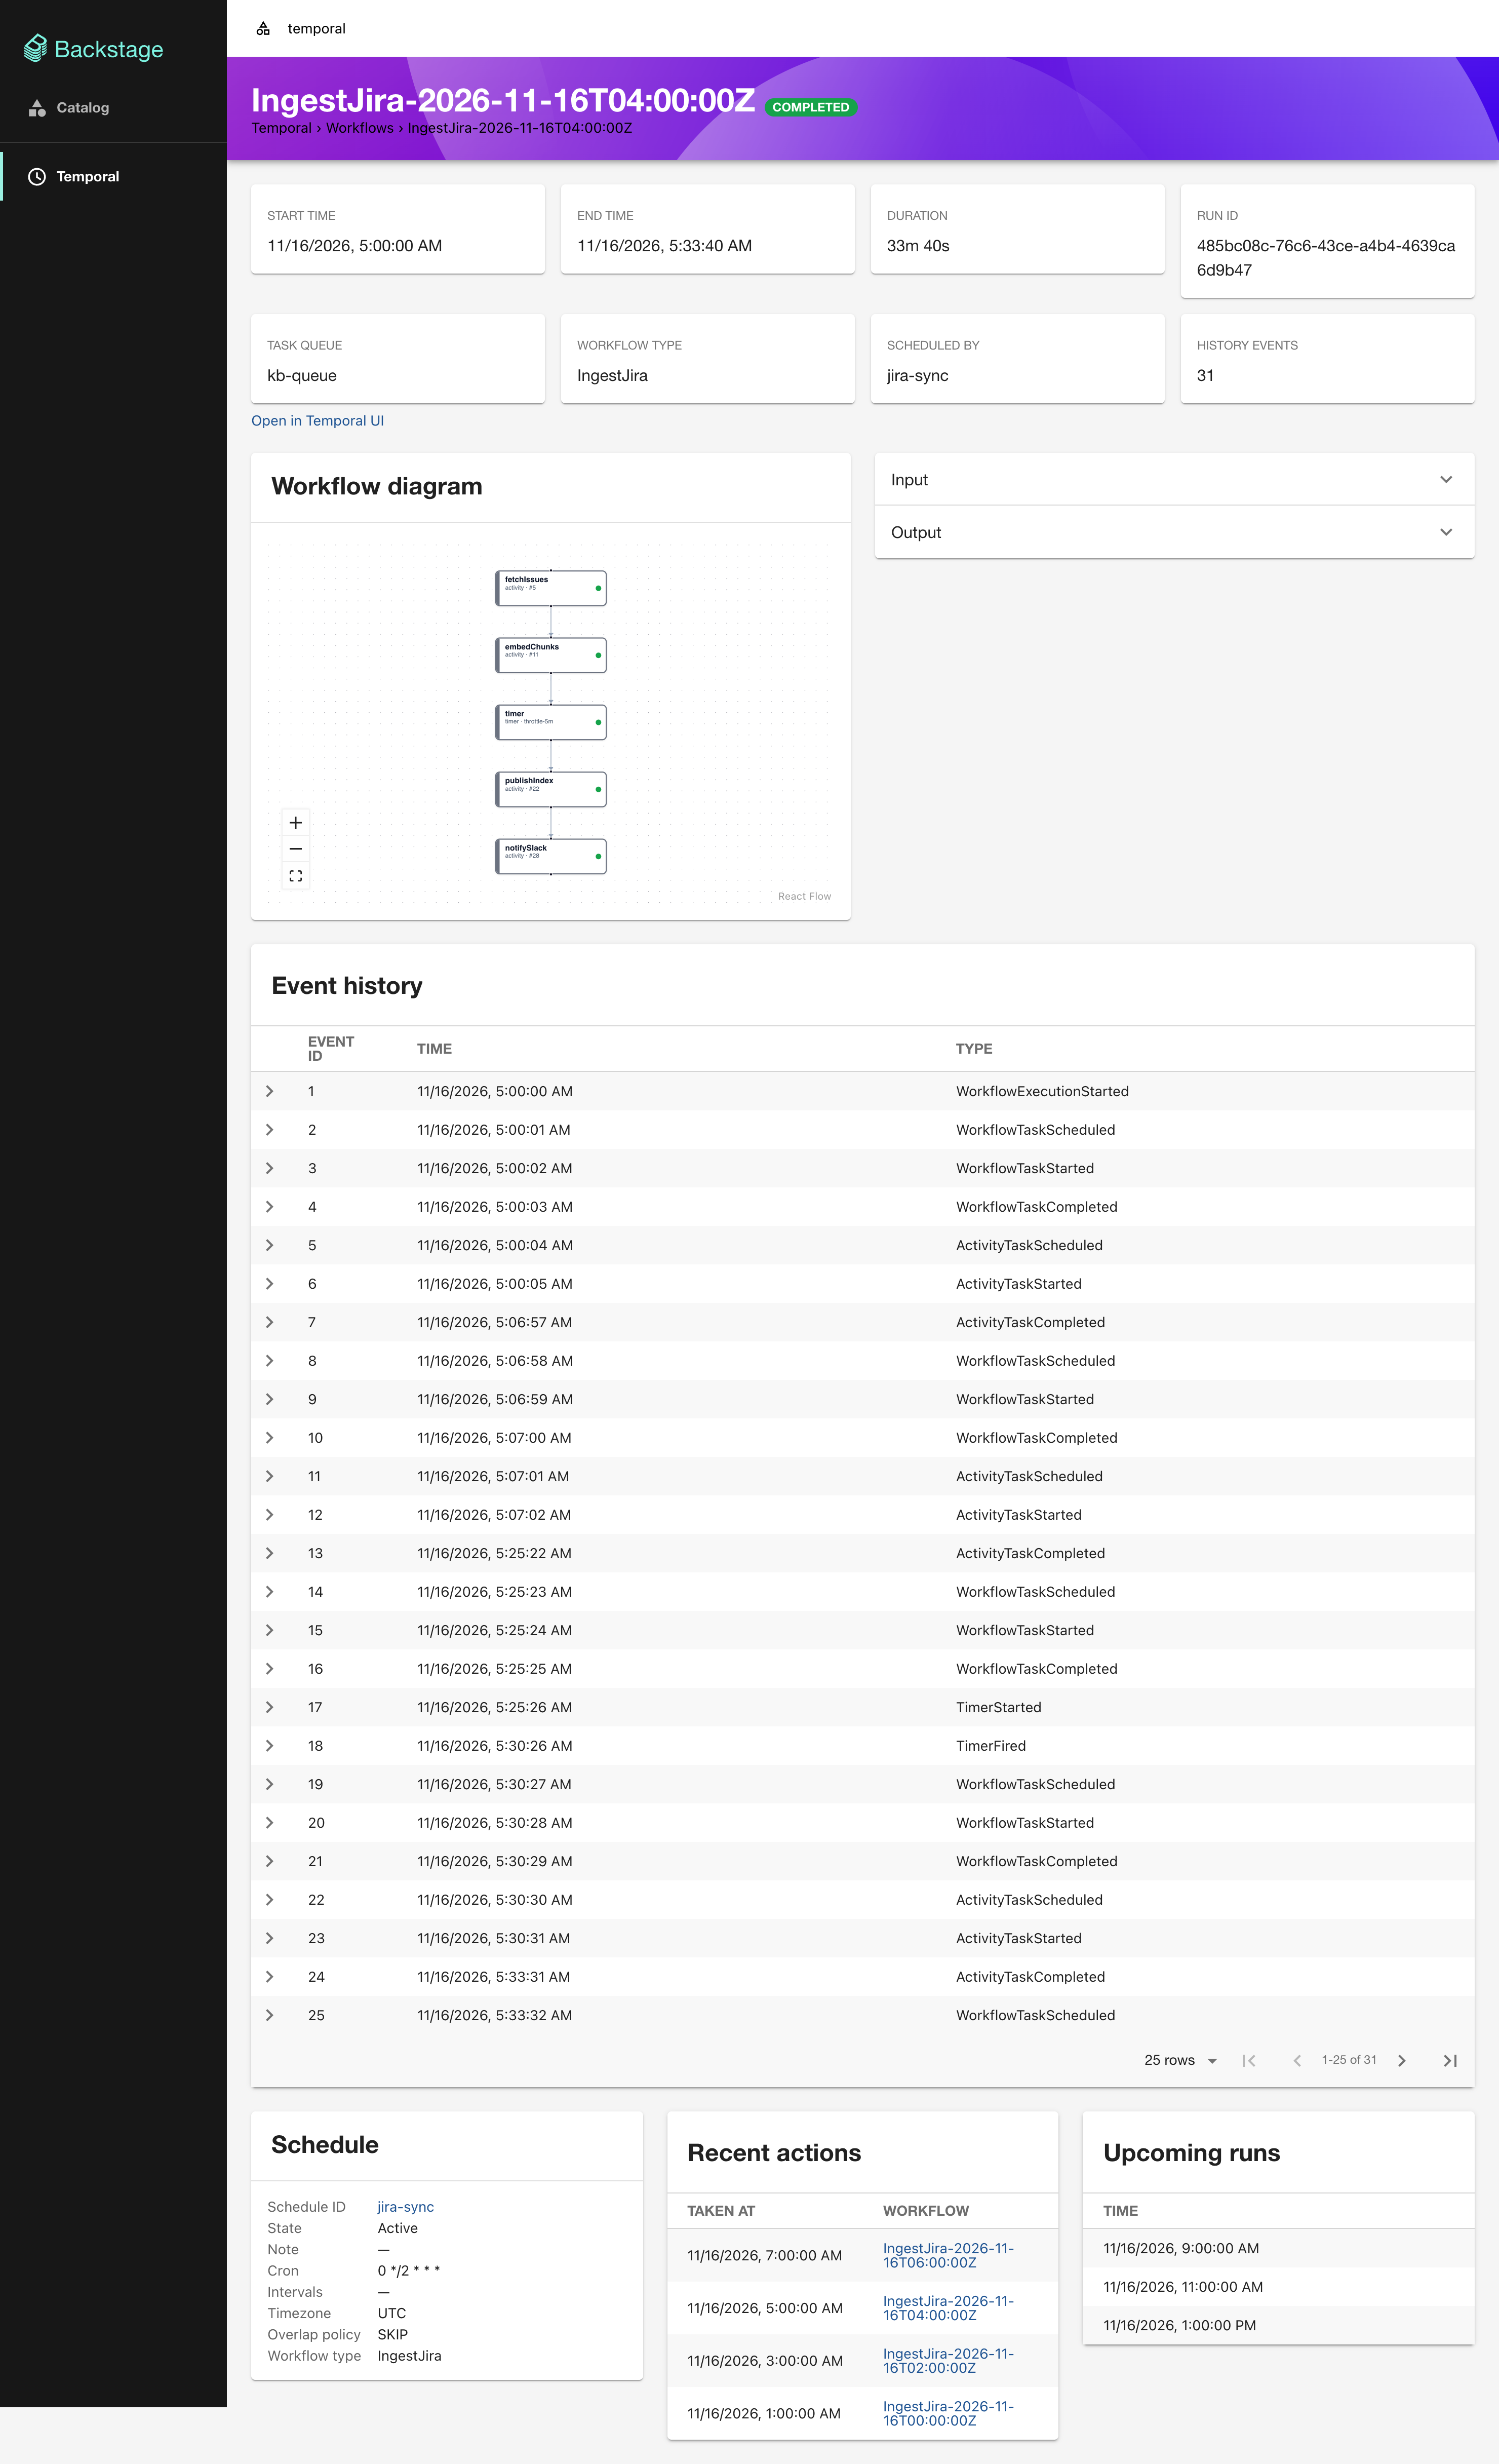 Backstage
Catalog
Temporal
temporal
IngestJira-2026-11-16T04:00:00Z COMPLETED
Temporal › Workflows › IngestJira-2026-11-16T04:00:00Z
START TIME
11/16/2026, 5:00:00 AM
END TIME
11/16/2026, 5:33:40 AM
DURATION
33m 40s
RUN ID
485bc08c-76c6-43ce-a4b4-4639ca
6d9b47
TASK QUEUE
kb-queue
WORKFLOW TYPE
IngestJira
SCHEDULED BY
jira-sync
HISTORY EVENTS
31
Open in Temporal UI
Workflow diagram
fetchIssues
activity · #5
embedChunks
activity · #11
timer
timer · throttle-5m
publishIndex
activity · #22
notifySlack
activity · #28
React Flow
Input
Output
Event history
EVENT
ID
TIME
TYPE
1 11/16/2026, 5:00:00 AM WorkflowExecutionStarted
2 11/16/2026, 5:00:01 AM WorkflowTaskScheduled
3 11/16/2026, 5:00:02 AM WorkflowTaskStarted
4 11/16/2026, 5:00:03 AM WorkflowTaskCompleted
5 11/16/2026, 5:00:04 AM ActivityTaskScheduled
6 11/16/2026, 5:00:05 AM ActivityTaskStarted
7 11/16/2026, 5:06:57 AM ActivityTaskCompleted
8 11/16/2026, 5:06:58 AM WorkflowTaskScheduled
9 11/16/2026, 5:06:59 AM WorkflowTaskStarted
10 11/16/2026, 5:07:00 AM WorkflowTaskCompleted
11 11/16/2026, 5:07:01 AM ActivityTaskScheduled
12 11/16/2026, 5:07:02 AM ActivityTaskStarted
13 11/16/2026, 5:25:22 AM ActivityTaskCompleted
14 11/16/2026, 5:25:23 AM WorkflowTaskScheduled
15 11/16/2026, 5:25:24 AM WorkflowTaskStarted
16 11/16/2026, 5:25:25 AM WorkflowTaskCompleted
17 11/16/2026, 5:25:26 AM TimerStarted
18 11/16/2026, 5:30:26 AM TimerFired
19 11/16/2026, 5:30:27 AM WorkflowTaskScheduled
20 11/16/2026, 5:30:28 AM WorkflowTaskStarted
21 11/16/2026, 5:30:29 AM WorkflowTaskCompleted
22 11/16/2026, 5:30:30 AM ActivityTaskScheduled
23 11/16/2026, 5:30:31 AM ActivityTaskStarted
24 11/16/2026, 5:33:31 AM ActivityTaskCompleted
25 11/16/2026, 5:33:32 AM WorkflowTaskScheduled
25 rows 1-25 of 31
Schedule
Schedule ID jira-sync
State Active
Note —
Cron 0 */2 * * *
Intervals —
Timezone UTC
Overlap policy SKIP
Workflow type IngestJira
Recent actions
TAKEN AT WORKFLOW
11/16/2026, 7:00:00 AM IngestJira-2026-11-
16T06:00:00Z
11/16/2026, 5:00:00 AM IngestJira-2026-11-
16T04:00:00Z
11/16/2026, 3:00:00 AM IngestJira-2026-11-
16T02:00:00Z
11/16/2026, 1:00:00 AM IngestJira-2026-11-
16T00:00:00Z
Upcoming runs
TIME
11/16/2026, 9:00:00 AM
11/16/2026, 11:00:00 AM
11/16/2026, 1:00:00 PM